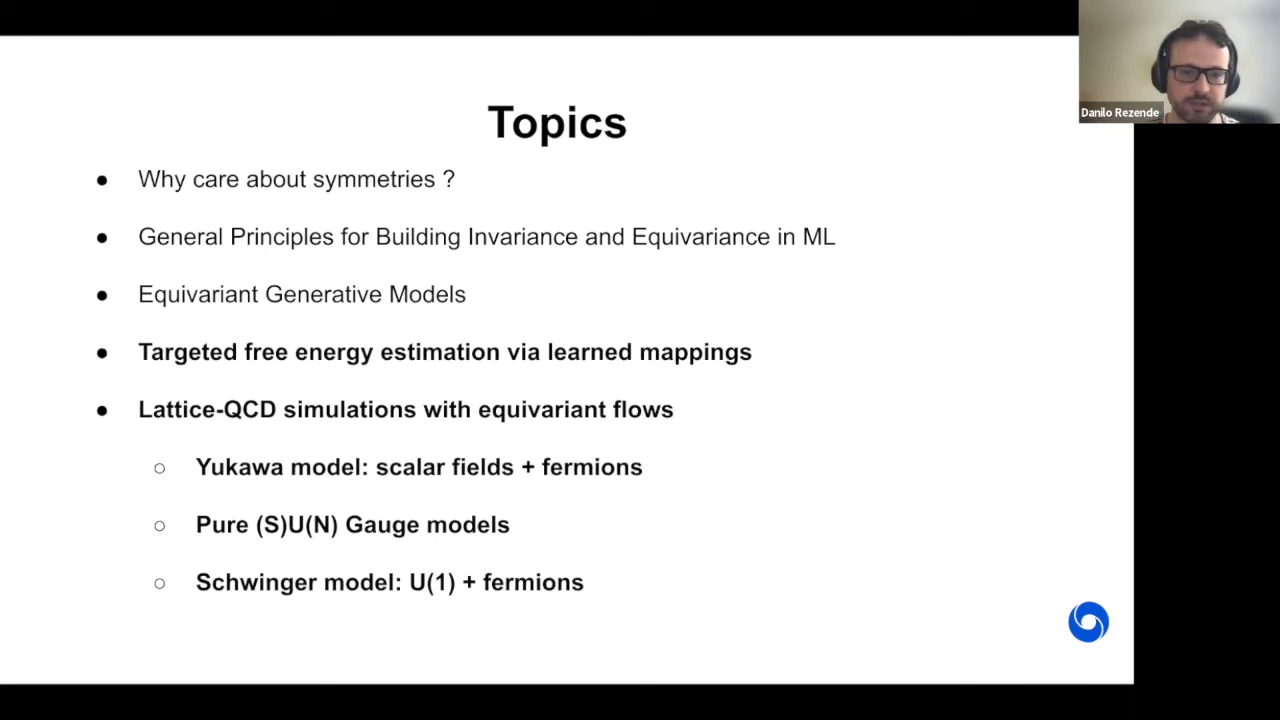 Topics
Danilo Rezende
● Why care about symmetries ?
● General Principles for Building Invariance and Equivariance in ML
● Equivariant Generative Models
● Targeted free energy estimation via learned mappings
● Lattice-QCD simulations with equivariant flows
○ Yukawa model: scalar fields + fermions
○ Pure (S)U(N) Gauge models
○ Schwinger model: U(1) + fermions